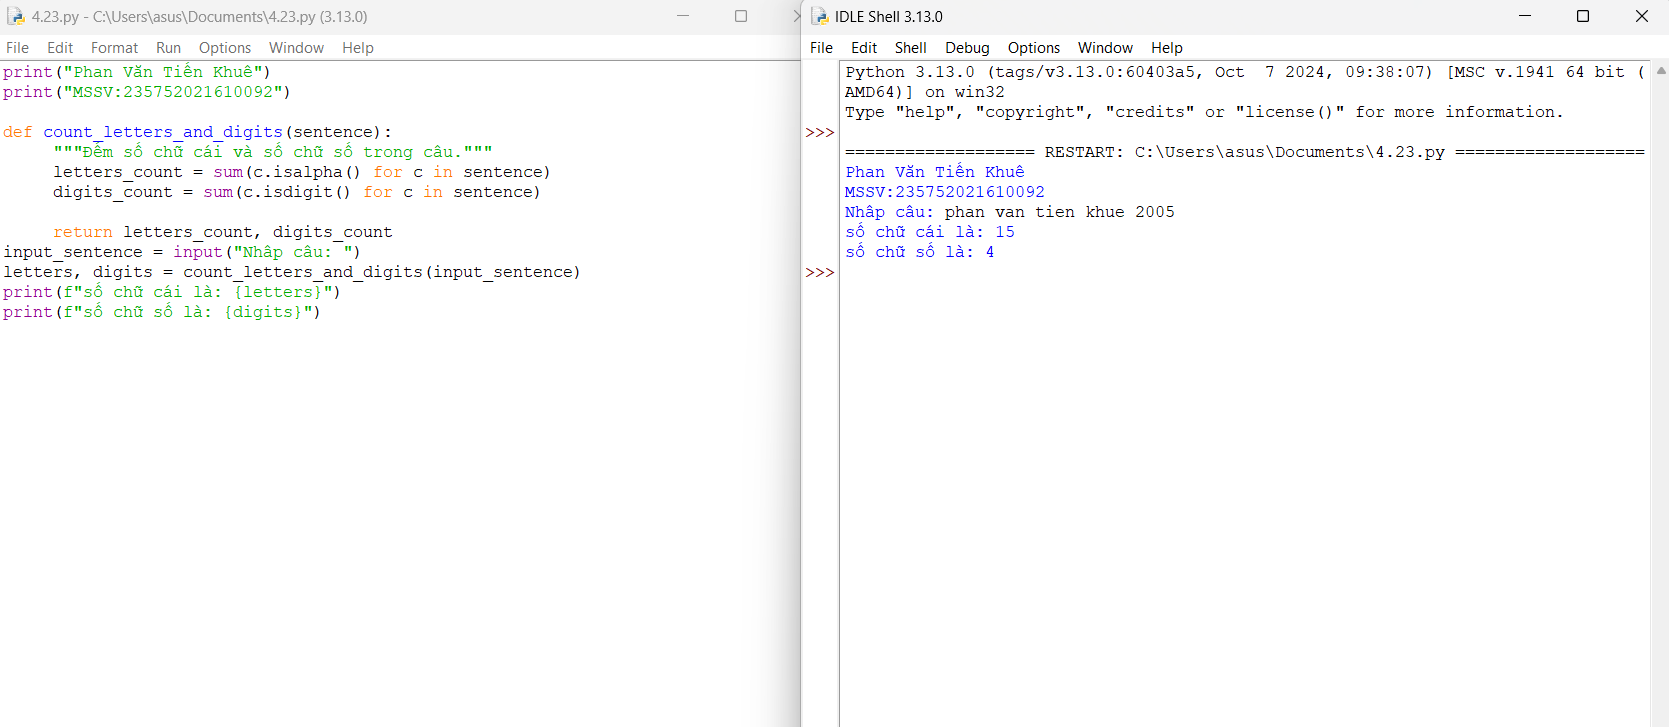 4.23.py - C:\Users\asus\Documents\4.23.py (3.13.0)
File Edit Format Run Options Window Help
print("Phan Văn Tiến Khuê")
print("MSSV:235752021610092")
def count_letters_and_digits(sentence):
"""Đếm số chữ cái và số chữ số trong câu."""
letters_count = sum(c.isalpha() for c in sentence)
digits_count = sum(c.isdigit() for c in sentence)
return letters_count, digits_count
input_sentence = input("Nhâp câu: ")
letters, digits = count_letters_and_digits(input_sentence)
print(f"số chữ cái là: {letters}")
print(f"số chữ số là: {digits}")
IDLE Shell 3.13.0
File Edit Shell Debug Options Window Help
Python 3.13.0 (tags/v3.13.0:60403a5, Oct  7 2024, 09:38:07) [MSC v.1941 64 bit (
AMD64)] on win32
Type "help", "copyright", "credits" or "license()" for more information.
>>>
=================== RESTART: C:\Users\asus\Documents\4.23.py ===================
Phan Văn Tiến Khuê
MSSV:235752021610092
Nhâp câu: phan van tien khue 2005
số chữ cái là: 15
số chữ số là: 4
>>>